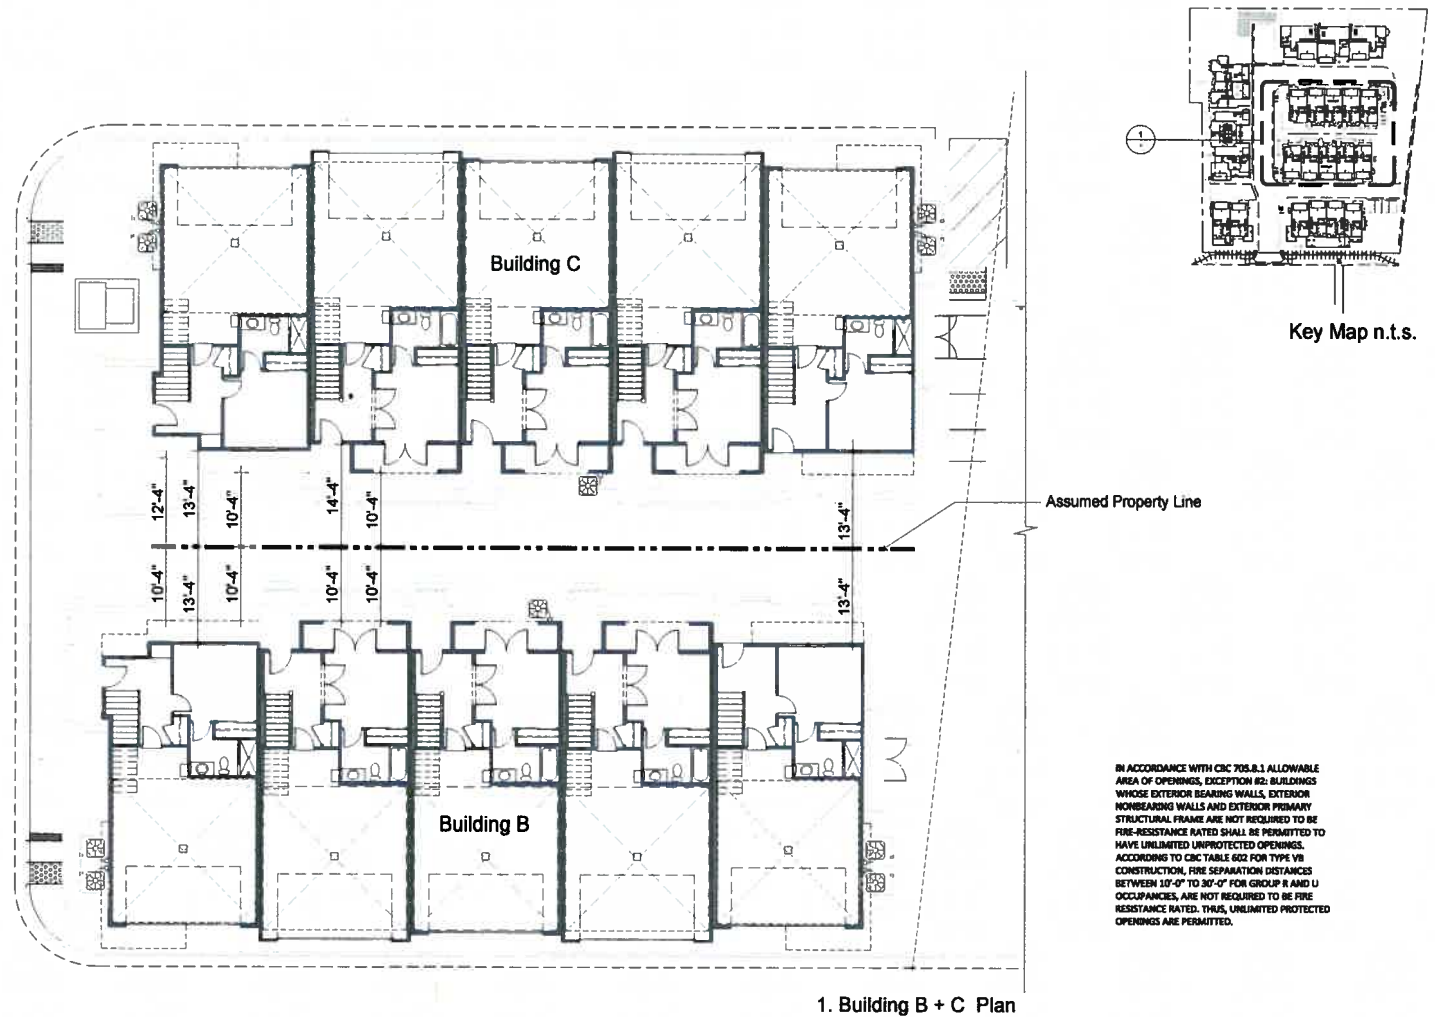 1
Key Map n.t.s.
Building C
12'-4"
13'-4"
10'-4"
14'-4"
10'-4"
13'-4"
Assumed Property Line
10'-4"
13'-4"
10'-4"
10'-4"
10'-4"
13'-4"
Building B
IN ACCORDANCE WITH CBC 705.8.1 ALLOWABLE
AREA OF OPENINGS, EXCEPTION #2: BUILDINGS
WHOSE EXTERIOR BEARING WALLS, EXTERIOR
NONBEARING WALLS AND EXTERIOR PRIMARY
STRUCTURAL FRAME ARE NOT REQUIRED TO BE
FIRE-RESISTANCE RATED SHALL BE PERMITTED TO
HAVE UNLIMITED UNPROTECTED OPENINGS.
ACCORDING TO CBC TABLE 602 FOR TYPE VB
CONSTRUCTION, FIRE SEPARATION DISTANCES
BETWEEN 10'-0" TO 30'-0" FOR GROUP R AND U
OCCUPANCIES, ARE NOT REQUIRED TO BE FIRE
RESISTANCE RATED. THUS, UNLIMITED PROTECTED
OPENINGS ARE PERMITTED.
1. Building B + C Plan